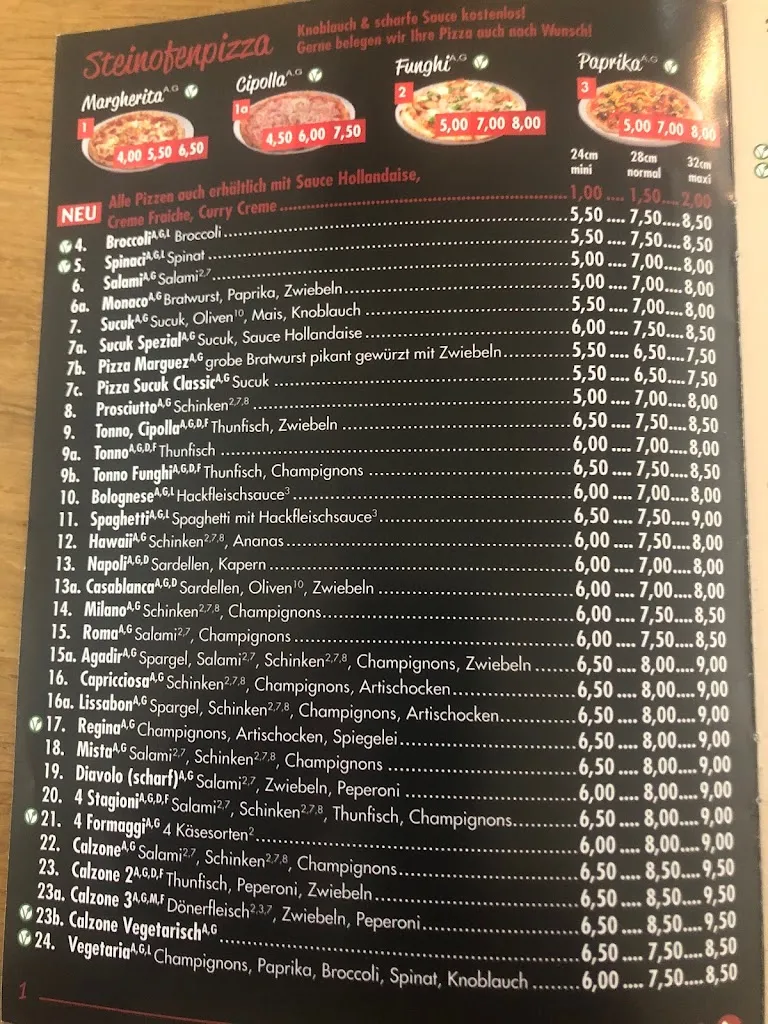 Steinofenpizza
Knoblauch & scharfe Sauce kostenlos!
Gerne belegen wir Ihre Pizza auch nach Wunsch!
Margherita A,G
1
4,00 5,50 6,50
Cipolla A,G
1a
4,50 6,00 7,50
Funghi A,G
2
5,00 7,00 8,00
Paprika A,G
3
5,00 7,00 8,00
24cm 28cm 32cm
mini normal maxi
NEU Alle Pizzen auch erhältlich mit Sauce Hollandaise,
Creme Fraiche, Curry Creme 1,00 .... 1,50 .... 2,00
4. Broccoli A,G,L Broccoli 5,50 .... 7,50 .... 8,50
5. Spinaci A,G,L Spinat 5,50 .... 7,50 .... 8,50
6. Salami A,G Salami 2,7 5,00 .... 7,00 .... 8,00
6a. Monaco A,G Bratwurst, Paprika, Zwiebeln 5,00 .... 7,00 .... 8,00
7. Sucuk A,G Sucuk, Oliven 10, Mais, Knoblauch 5,50 .... 7,00 .... 8,00
7a. Sucuk Spezial A,G Sucuk, Sauce Hollandaise 6,00 .... 7,50 .... 8,50
7b. Pizza Marguez A,G grobe Bratwurst pikant gewürzt mit Zwiebeln 5,50 .... 6,50 .... 7,50
7c. Pizza Sucuk Classic A,G Sucuk 5,50 .... 6,50 .... 7,50
8. Prosciutto A,G Schinken 2,7,8 5,00 .... 7,00 .... 8,00
9. Tonno, Cipolla A,G,D,F Thunfisch, Zwiebeln 6,50 .... 7,50 .... 8,50
9a. Tonno A,G,D,F Thunfisch 6,00 .... 7,00 .... 8,00
9b. Tonno Funghi A,G,D,F Thunfisch, Champignons 6,50 .... 7,50 .... 8,50
10. Bolognese A,G,L Hackfleischsauce 3 6,00 .... 7,00 .... 8,00
11. Spaghetti A,G,L Spaghetti mit Hackfleischsauce 3 6,50 .... 7,50 .... 9,00
12. Hawaii A,G Schinken 2,7,8, Ananas 6,00 .... 7,50 .... 8,00
13. Napoli A,G,D Sardellen, Kapern 6,00 .... 7,00 .... 8,00
13a. Casablanca A,G,D Sardellen, Oliven 10, Zwiebeln 6,00 .... 7,00 .... 8,00
14. Milano A,G Schinken 2,7,8, Champignons 6,00 .... 7,50 .... 8,50
15. Roma A,G Salami 2,7, Champignons 6,00 .... 7,50 .... 8,50
15a. Agadir A,G Spargel, Salami 2,7, Schinken 2,7,8, Champignons, Zwiebeln 6,50 .... 8,00 .... 9,00
16. Capricciosa A,G Schinken 2,7,8, Champignons, Artischocken 6,50 .... 8,00 .... 9,00
16a. Lissabon A,G Spargel, Schinken 2,7,8, Champignons, Artischocken 6,50 .... 8,00 .... 9,00
17. Regina A,G Champignons, Artischocken, Spiegelei 6,50 .... 8,00 .... 9,00
18. Mista A,G Salami 2,7, Schinken 2,7,8, Champignons 6,50 .... 8,00 .... 9,00
19. Diavolo (scharf) A,G Salami 2,7, Zwiebeln, Peperoni 6,00 .... 8,00 .... 9,00
20. 4 Stagioni A,G,D,F Salami 2,7, Schinken 2,7,8, Thunfisch, Champignons 6,50 .... 8,00 .... 9,00
21. 4 Formaggi A,G 4 Käsesorten 2 6,00 .... 8,00 .... 9,00
22. Calzone A,G Salami 2,7, Schinken 2,7,8, Champignons 6,50 .... 8,50 .... 9,50
23. Calzone 2 A,G,D,F Thunfisch, Peperoni, Zwiebeln 6,50 .... 8,50 .... 9,50
23a. Calzone 3 A,G,M,F Dönerfleisch 2,3,7, Zwiebeln, Peperoni 6,50 .... 8,50 .... 9,50
23b. Calzone Vegetarisch A,G 6,50 .... 7,50 .... 8,50
24. Vegetaria A,G,L Champignons, Paprika, Broccoli, Spinat, Knoblauch 6,00 .... 7,50 .... 8,50
1